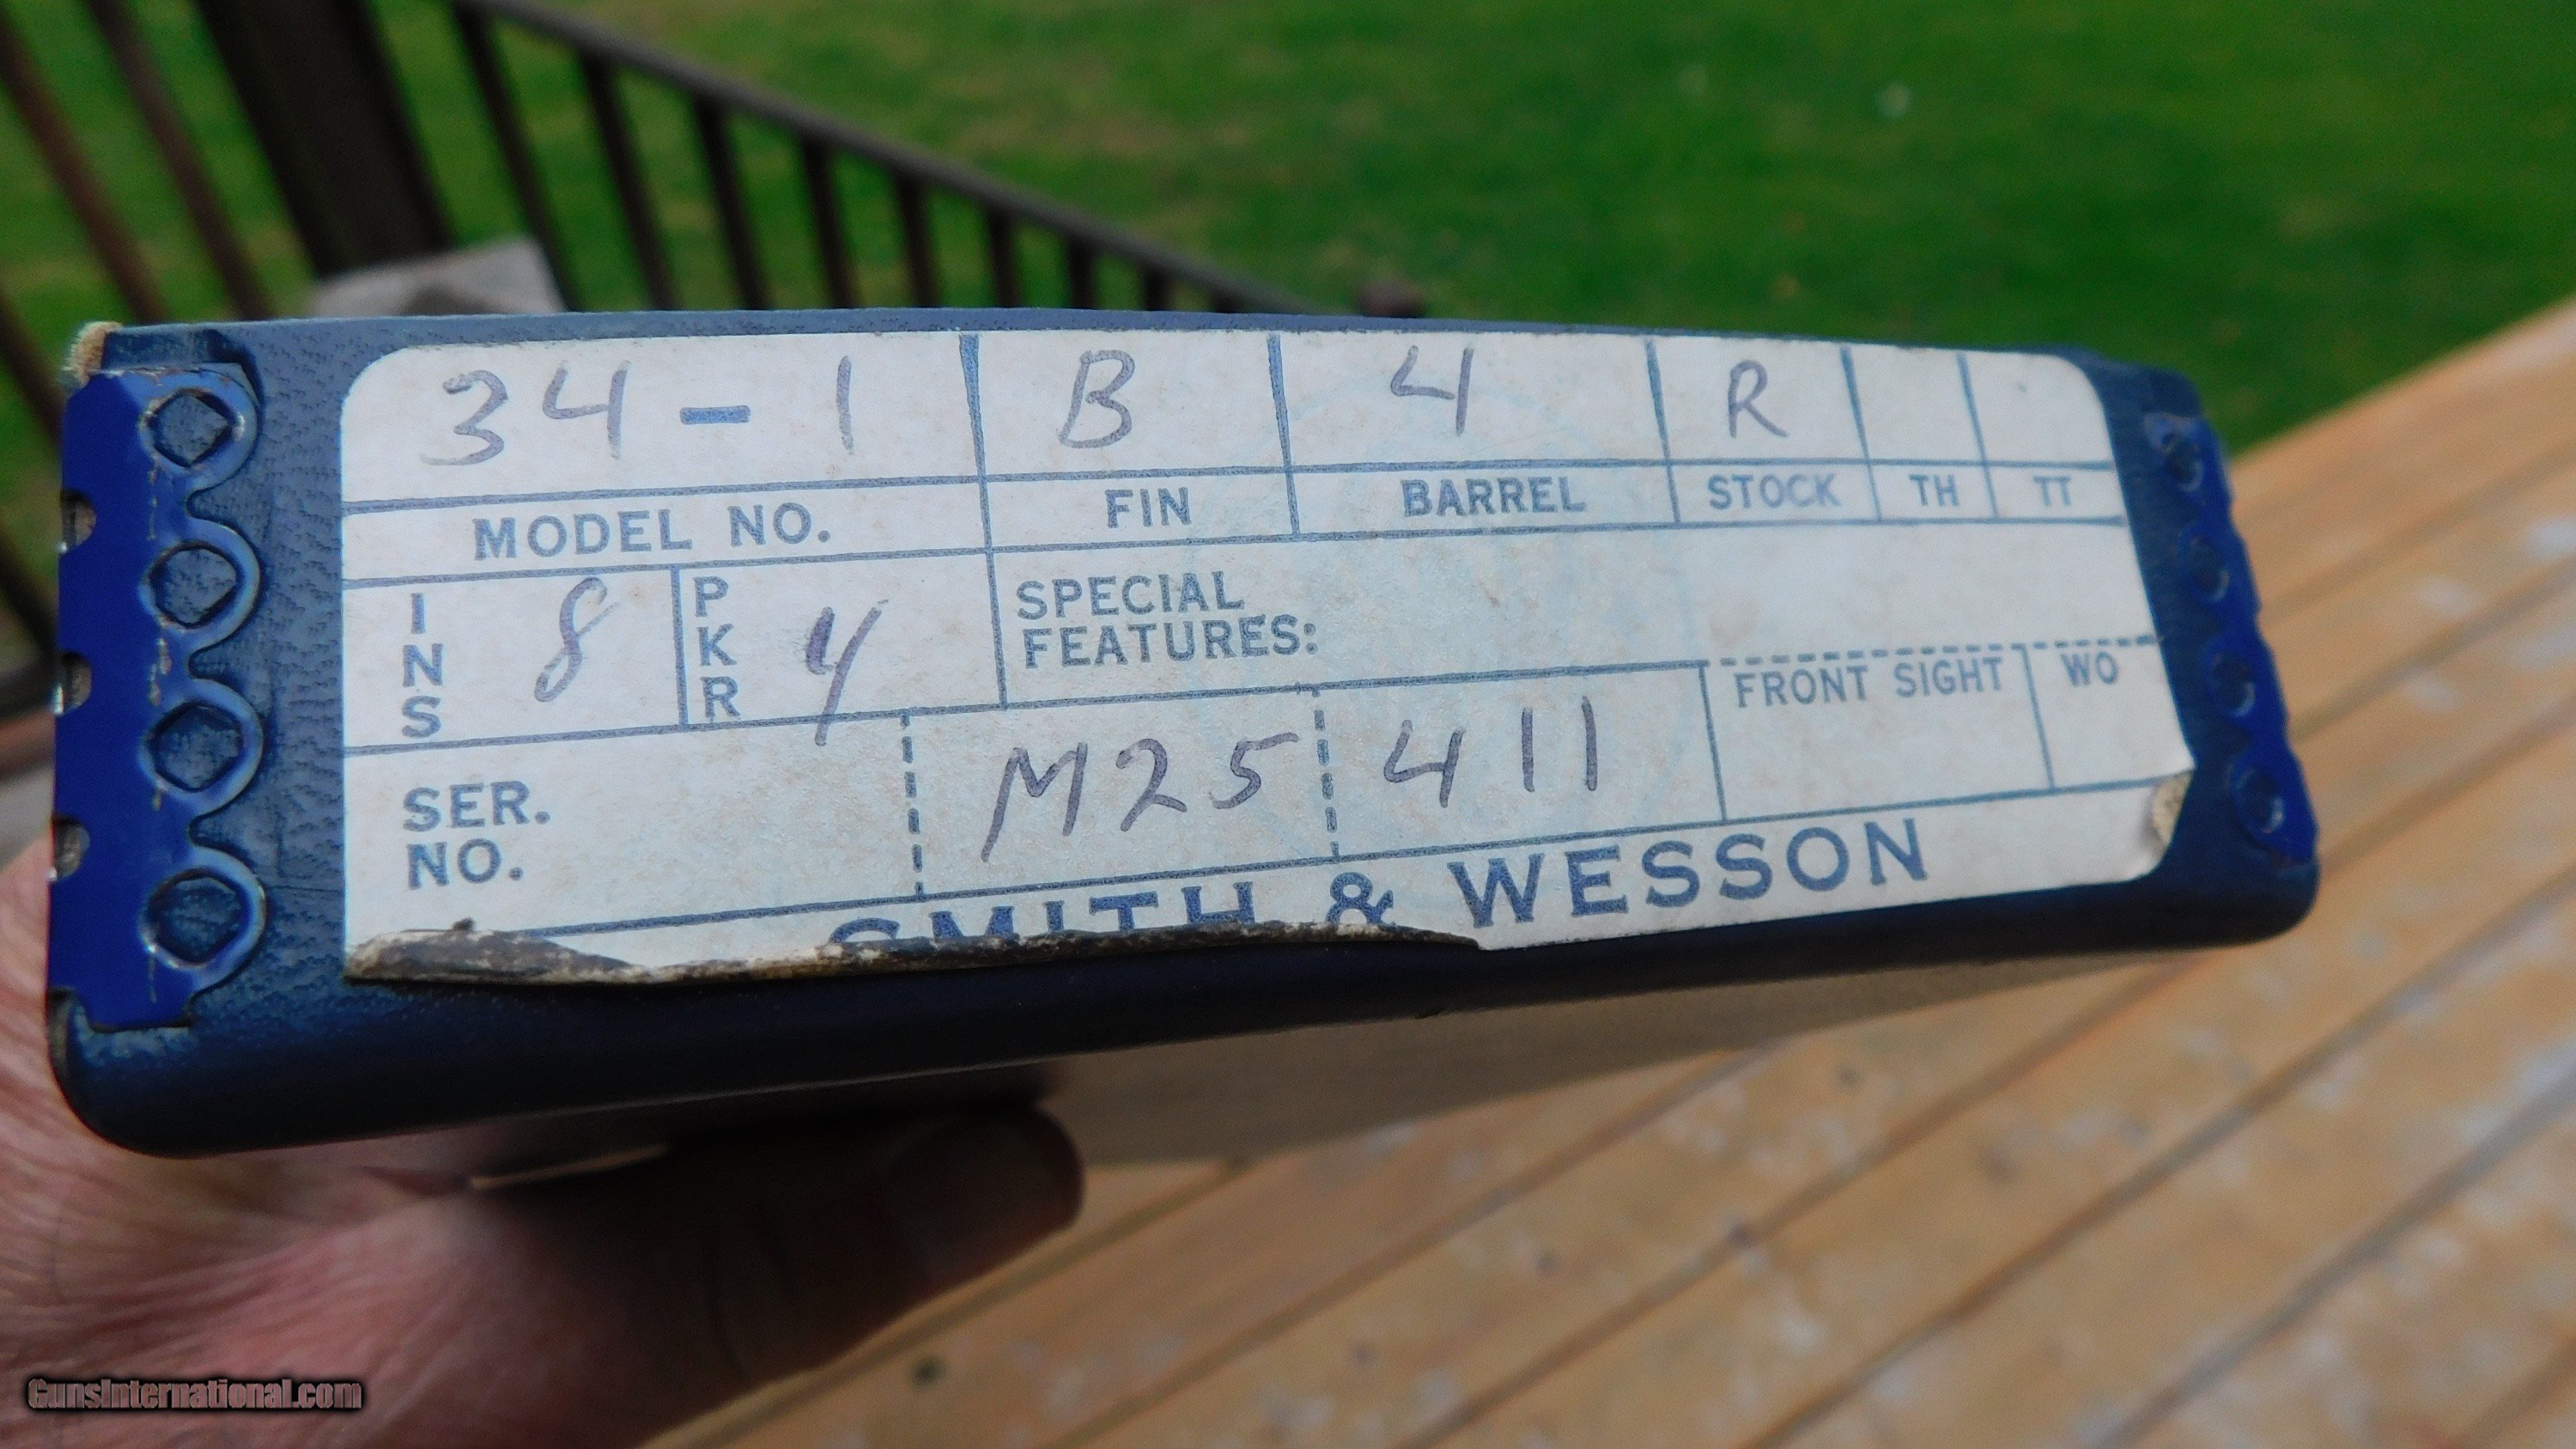 34-1 B 4 R
MODEL NO. FIN BARREL STOCK TH TT
INS 8 PKR 4 SPECIAL
FEATURES:
FRONT SIGHT WO
SER.
NO. M25 411
SMITH & WESSON
GunsInternational.com